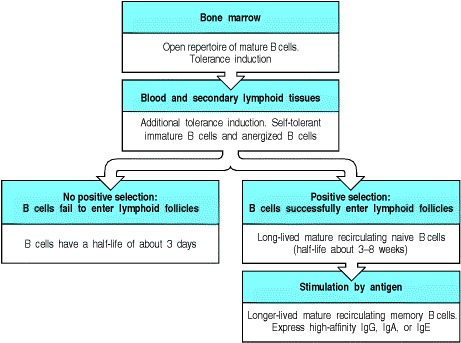 Bone marrow
Open repertoire of mature B cells.
Tolerance induction
Blood and secondary lymphoid tissues
Additional tolerance induction. Self-tolerant
immature B cells and anergized B cells
No positive selection:
B cells fail to enter lymphoid follicles
B cells have a half-life of about 3 days
Positive selection:
B cells successfully enter lymphoid follicles
Long-lived mature recirculating naive B cells
(half-life about 3–8 weeks)
Stimulation by antigen
Longer-lived mature recirculating memory B cells.
Express high-affinity IgG, IgA, or IgE